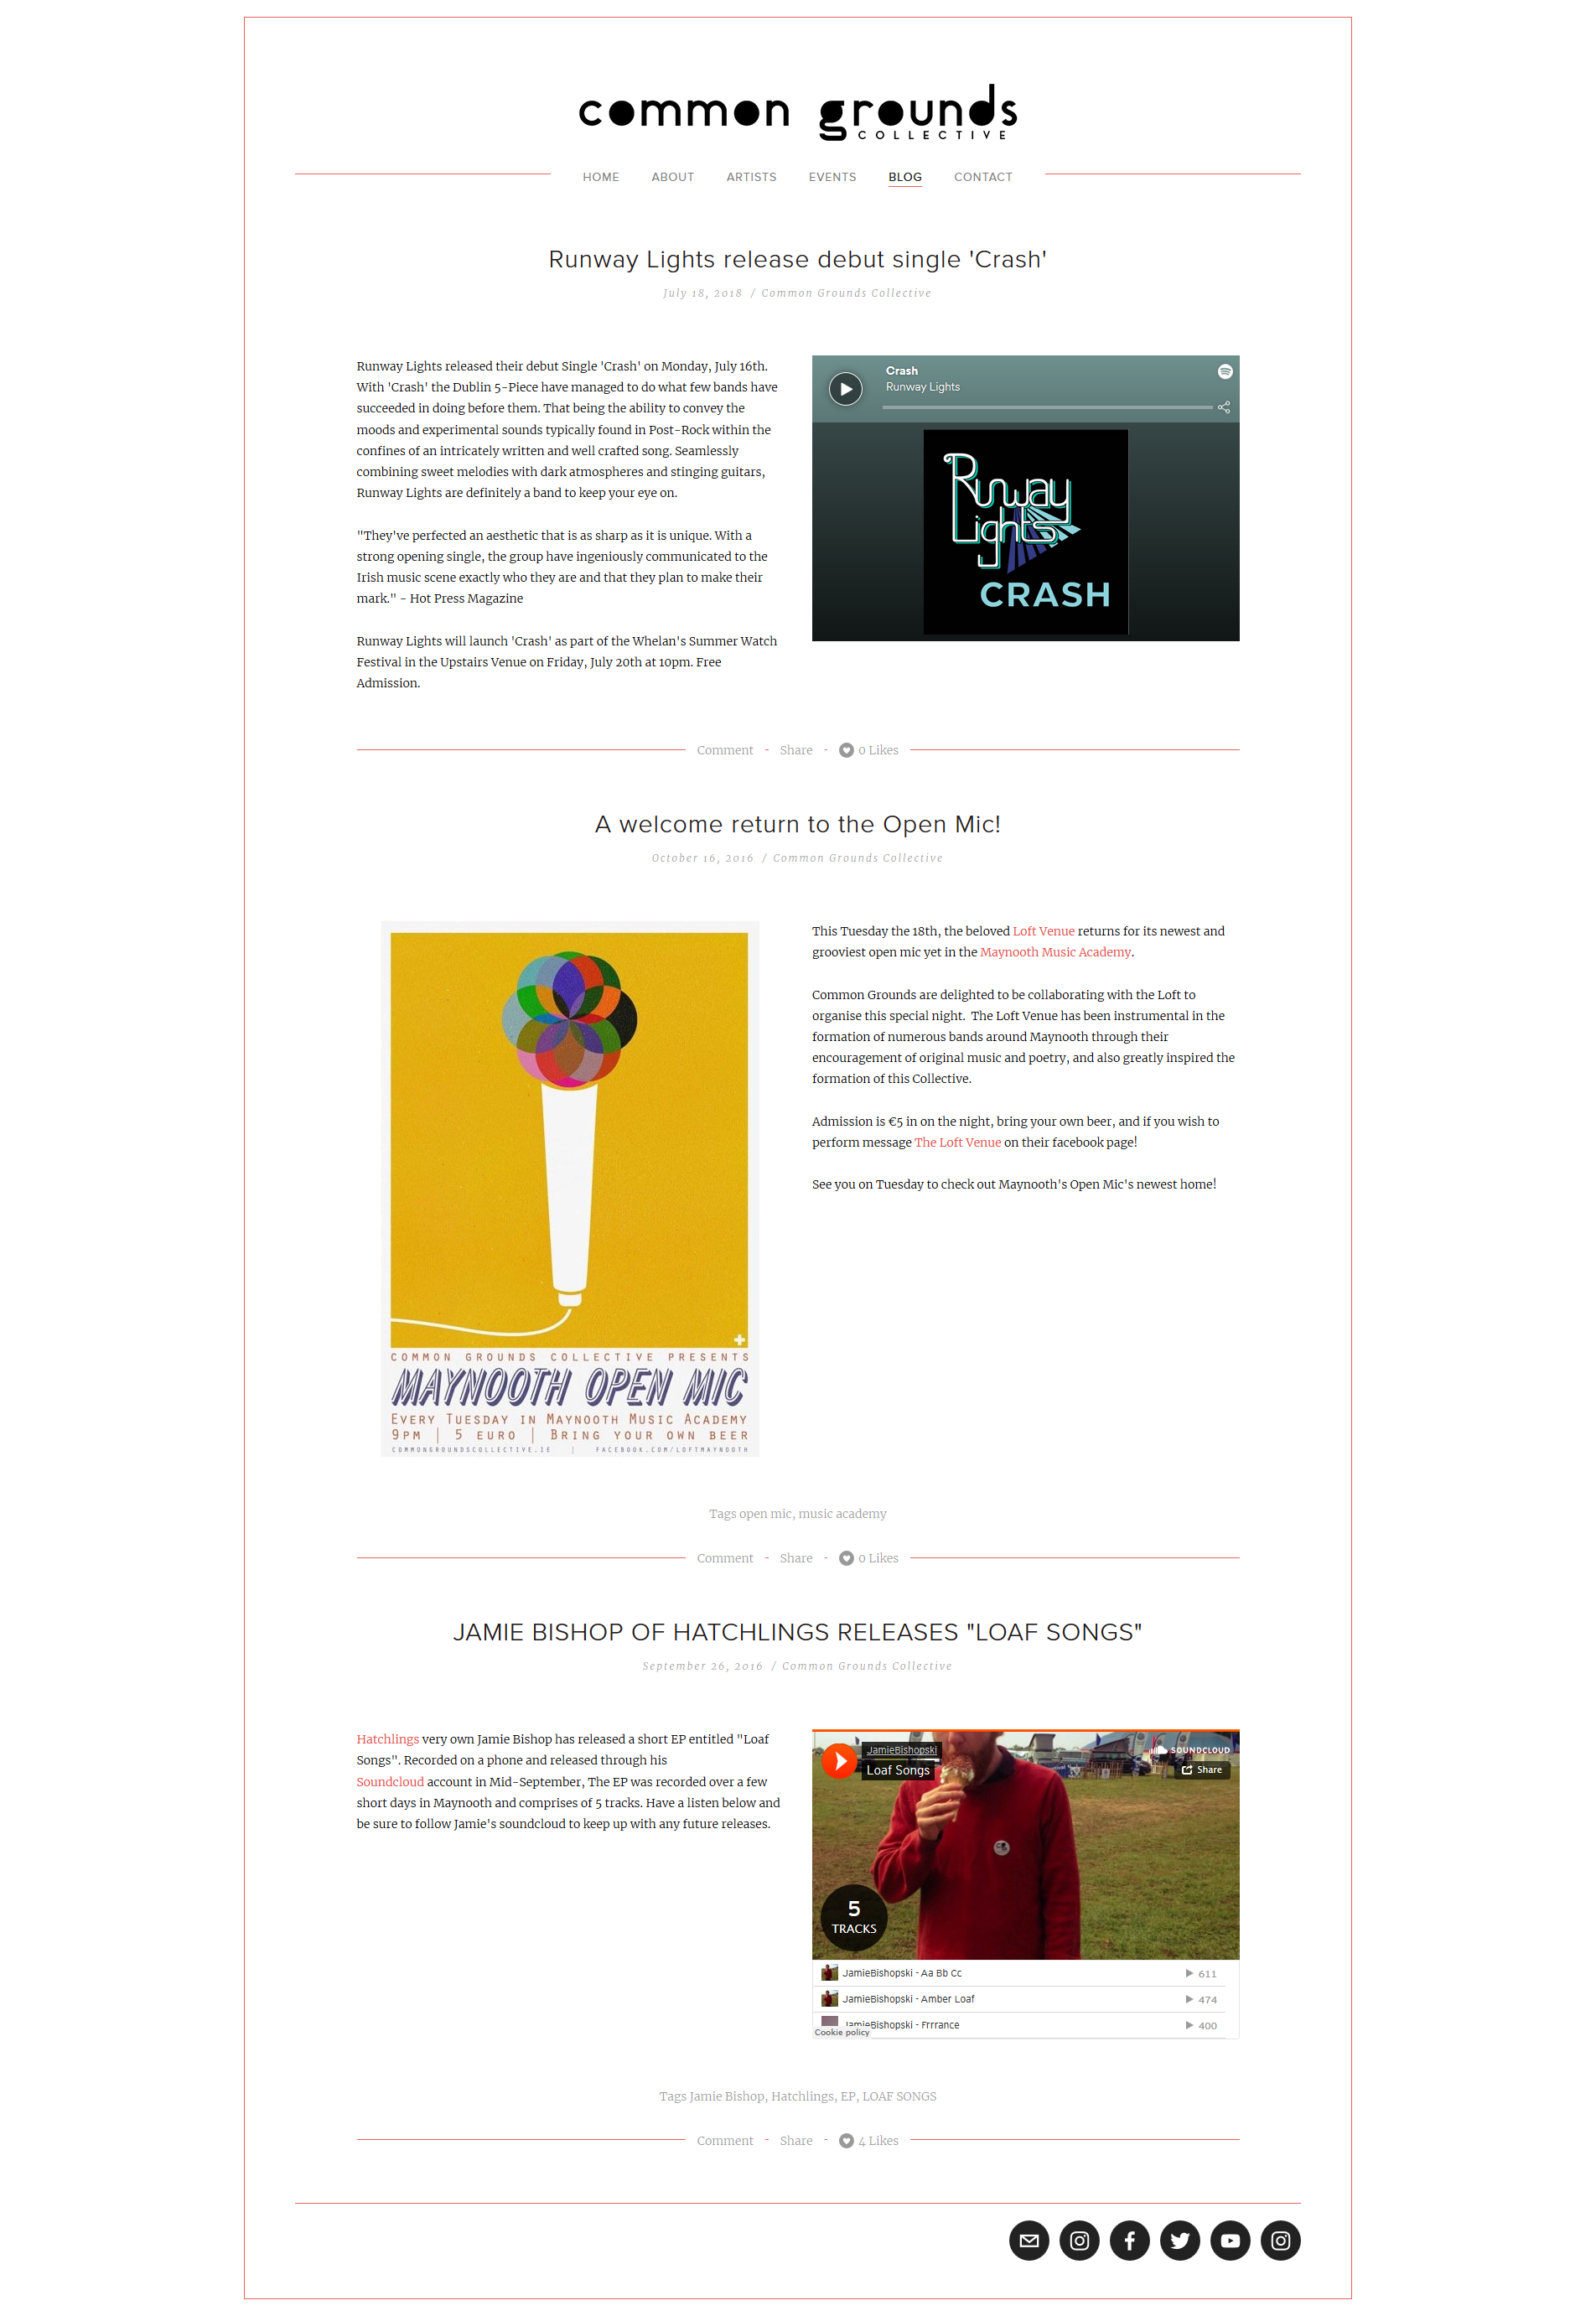 common grounds
COLLECTIVE
HOME ABOUT ARTISTS EVENTS BLOG CONTACT
Runway Lights release debut single 'Crash'
July 18, 2018 / Common Grounds Collective
Runway Lights released their debut Single 'Crash' on Monday, July 16th.
With 'Crash' the Dublin 5-Piece have managed to do what few bands have
succeeded in doing before them. That being the ability to convey the
moods and experimental sounds typically found in Post-Rock within the
confines of an intricately written and well crafted song. Seamlessly
combining sweet melodies with dark atmospheres and stinging guitars,
Runway Lights are definitely a band to keep your eye on.
"They've perfected an aesthetic that is as sharp as it is unique. With a
strong opening single, the group have ingeniously communicated to the
Irish music scene exactly who they are and that they plan to make their
mark." - Hot Press Magazine
Runway Lights will launch 'Crash' as part of the Whelan's Summer Watch
Festival in the Upstairs Venue on Friday, July 20th at 10pm. Free
Admission.
Crash
Runway Lights
Runway
Lights
CRASH
Comment - Share - 0 Likes
A welcome return to the Open Mic!
October 16, 2016 / Common Grounds Collective
COMMON GROUNDS COLLECTIVE PRESENTS
MAYNOOTH OPEN MIC
EVERY TUESDAY IN MAYNOOTH MUSIC ACADEMY
9PM | 5 EURO | BRING YOUR OWN BEER
COMMONGROUNDSCOLLECTIVE.IE | FACEBOOK.COM/LOFTMAYNOOTH
This Tuesday the 18th, the beloved Loft Venue returns for its newest and
grooviest open mic yet in the Maynooth Music Academy.
Common Grounds are delighted to be collaborating with the Loft to
organise this special night. The Loft Venue has been instrumental in the
formation of numerous bands around Maynooth through their
encouragement of original music and poetry, and also greatly inspired the
formation of this Collective.
Admission is €5 in on the night, bring your own beer, and if you wish to
perform message The Loft Venue on their facebook page!
See you on Tuesday to check out Maynooth's Open Mic's newest home!
Tags open mic, music academy
Comment - Share - 0 Likes
JAMIE BISHOP OF HATCHLINGS RELEASES "LOAF SONGS"
September 26, 2016 / Common Grounds Collective
Hatchlings very own Jamie Bishop has released a short EP entitled "Loaf
Songs". Recorded on a phone and released through his
Soundcloud account in Mid-September, The EP was recorded over a few
short days in Maynooth and comprises of 5 tracks. Have a listen below and
be sure to follow Jamie's soundcloud to keep up with any future releases.
JamieBishopski
Loaf Songs
SOUNDCLOUD
Share
5
TRACKS
JamieBishopski - Aa Bb Cc 611
JamieBishopski - Amber Loaf 474
JamieBishopski - Frrrance 400
Cookie policy
Tags Jamie Bishop, Hatchlings, EP, LOAF SONGS
Comment - Share - 4 Likes